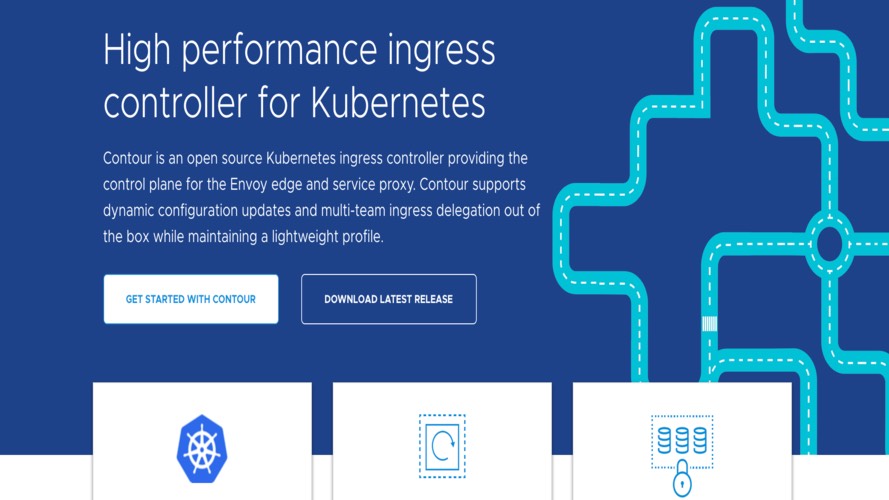 High performance ingress
controller for Kubernetes
Contour is an open source Kubernetes ingress controller providing the
control plane for the Envoy edge and service proxy. Contour supports
dynamic configuration updates and multi-team ingress delegation out of
the box while maintaining a lightweight profile.
GET STARTED WITH CONTOUR
DOWNLOAD LATEST RELEASE